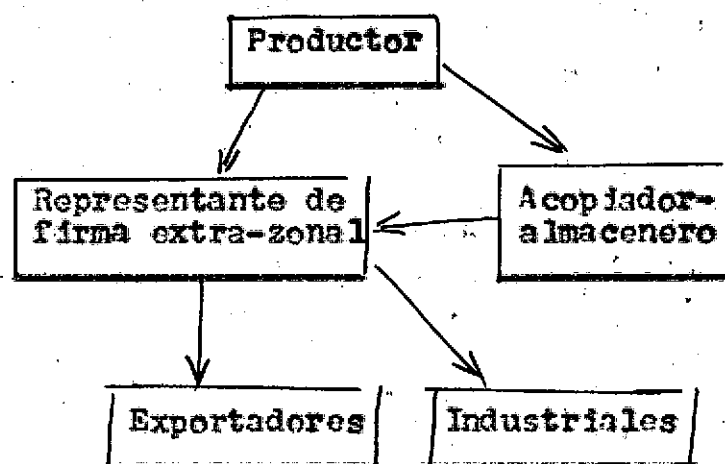 Productor
Representante de
firma extra-zonal
Acopiador-
almacenero
Exportadores
Industriales